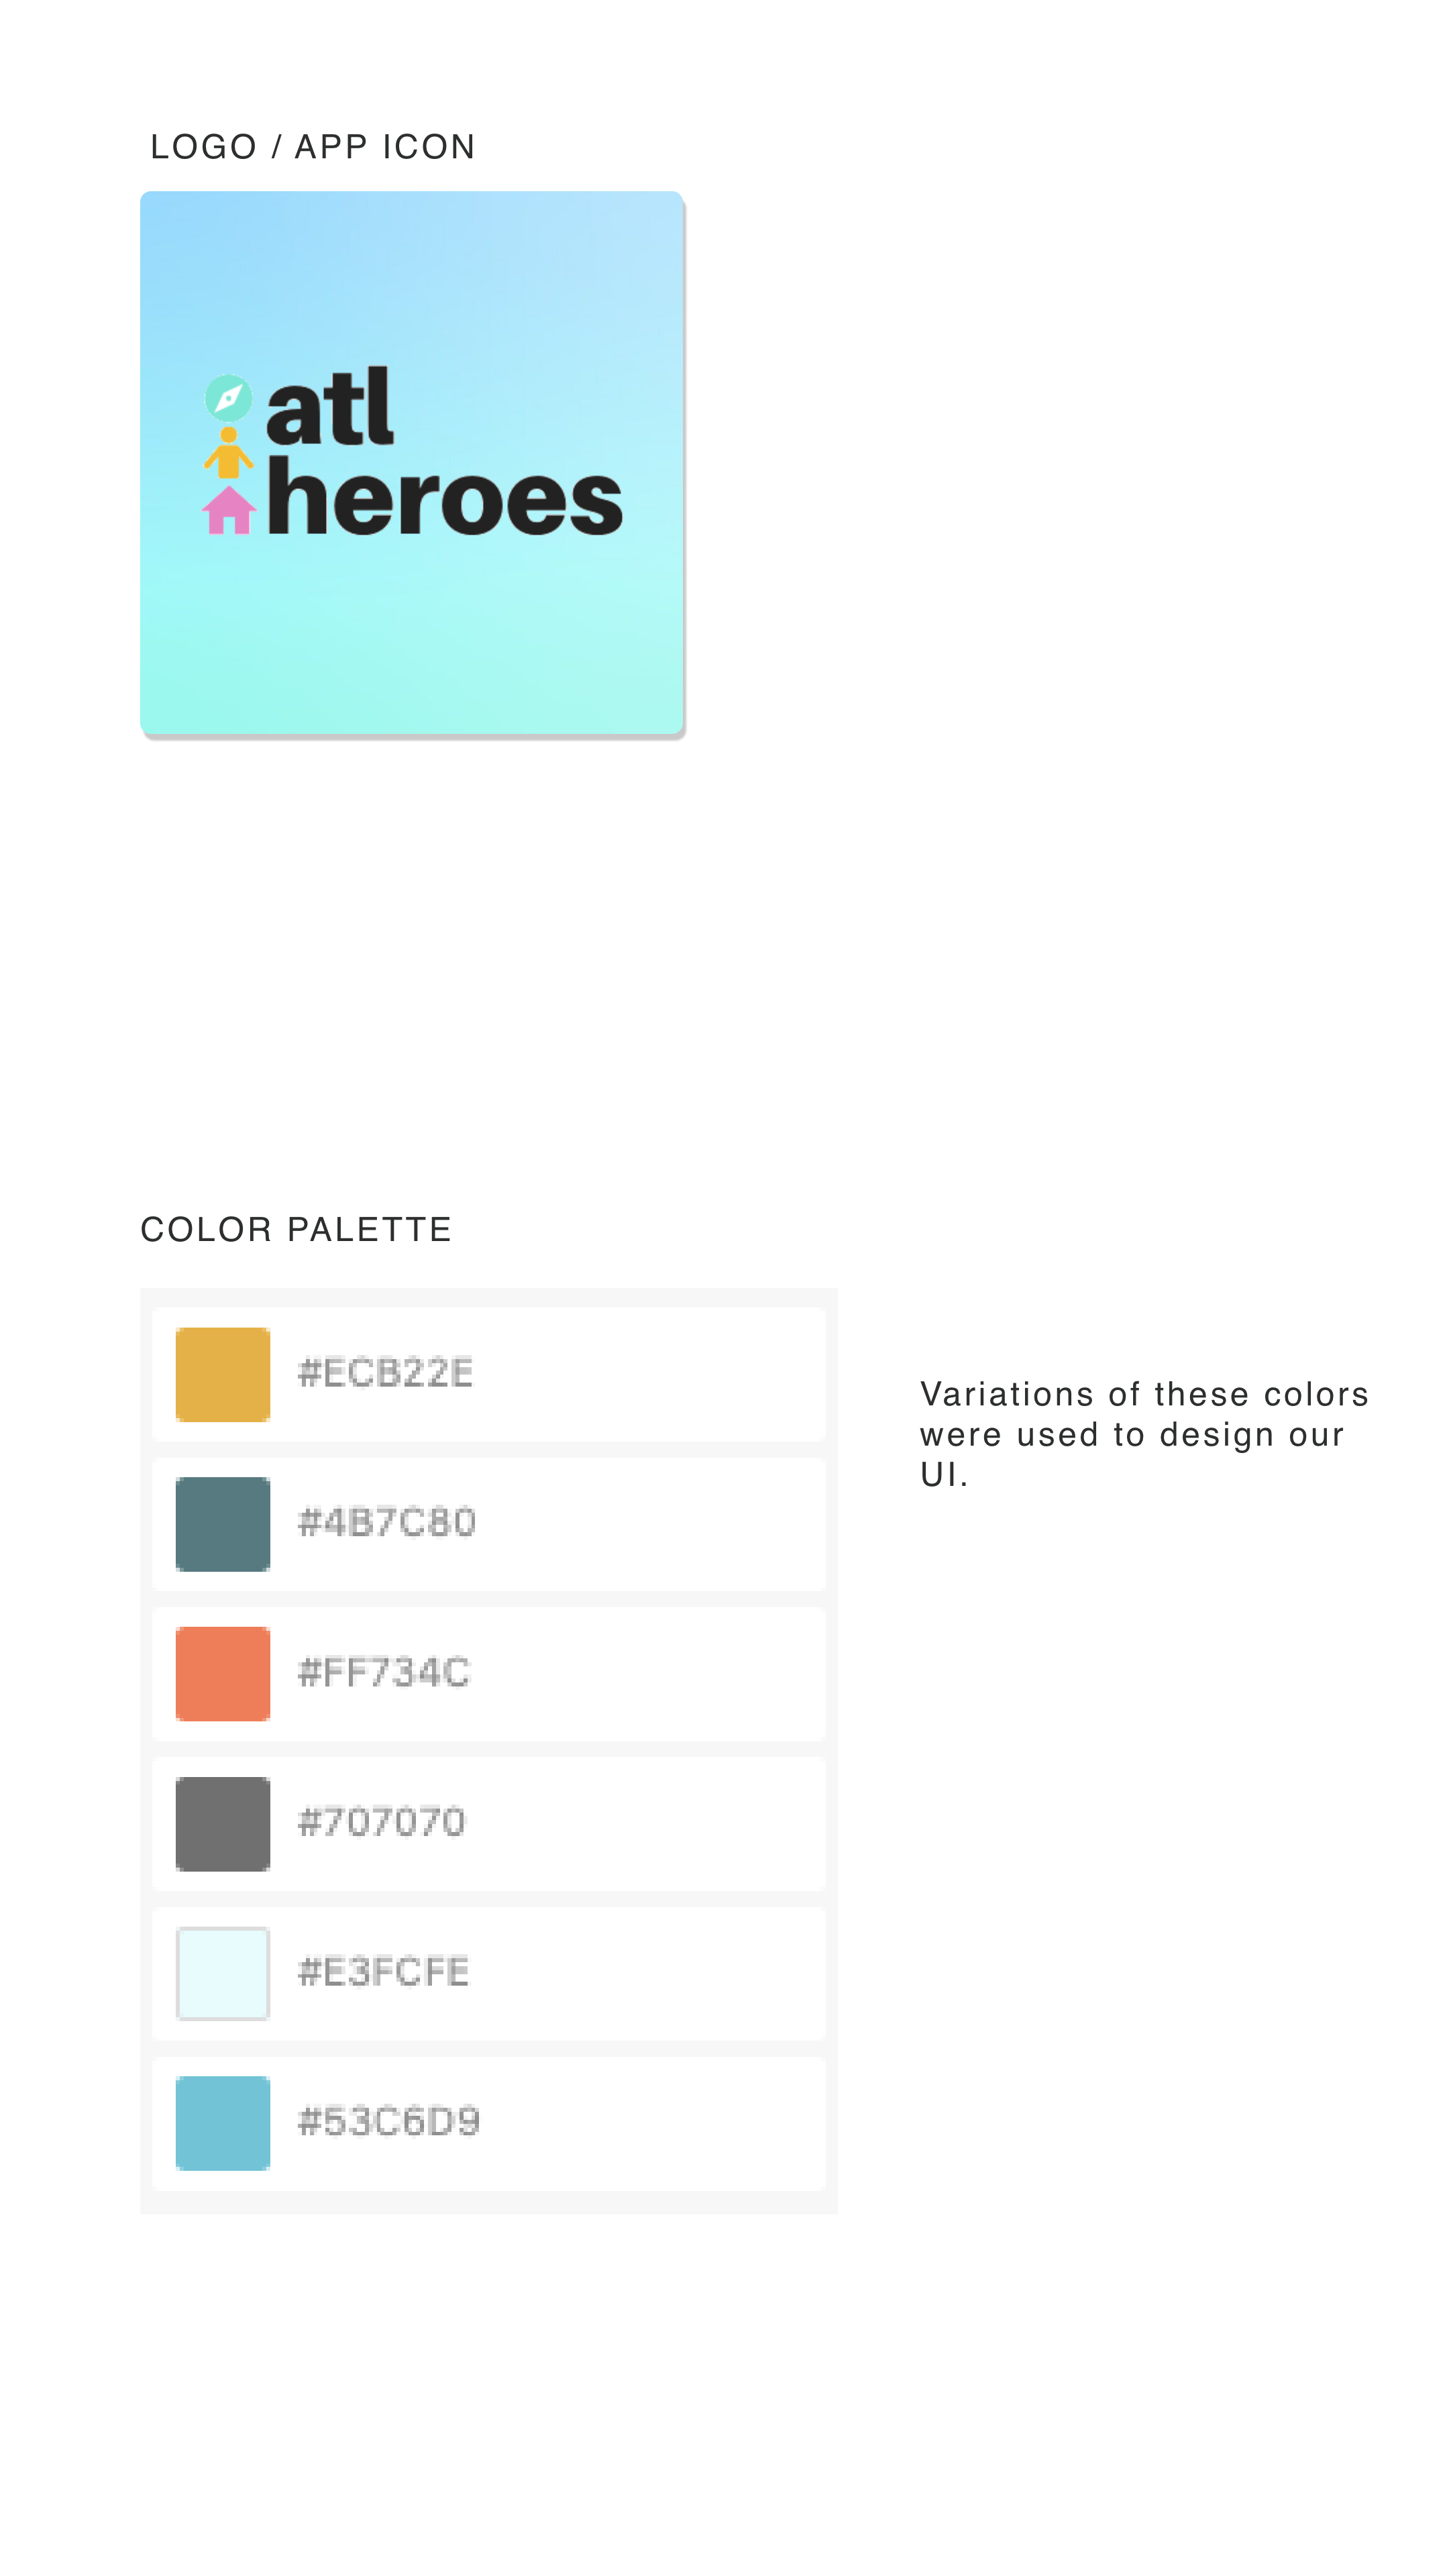 LOGO / APP ICON
atl
heroes
COLOR PALETTE
#ECB22E
#4B7C80
#FF734C
#707070
#E3FCFE
#53C6D9
Variations of these colors
were used to design our
UI.